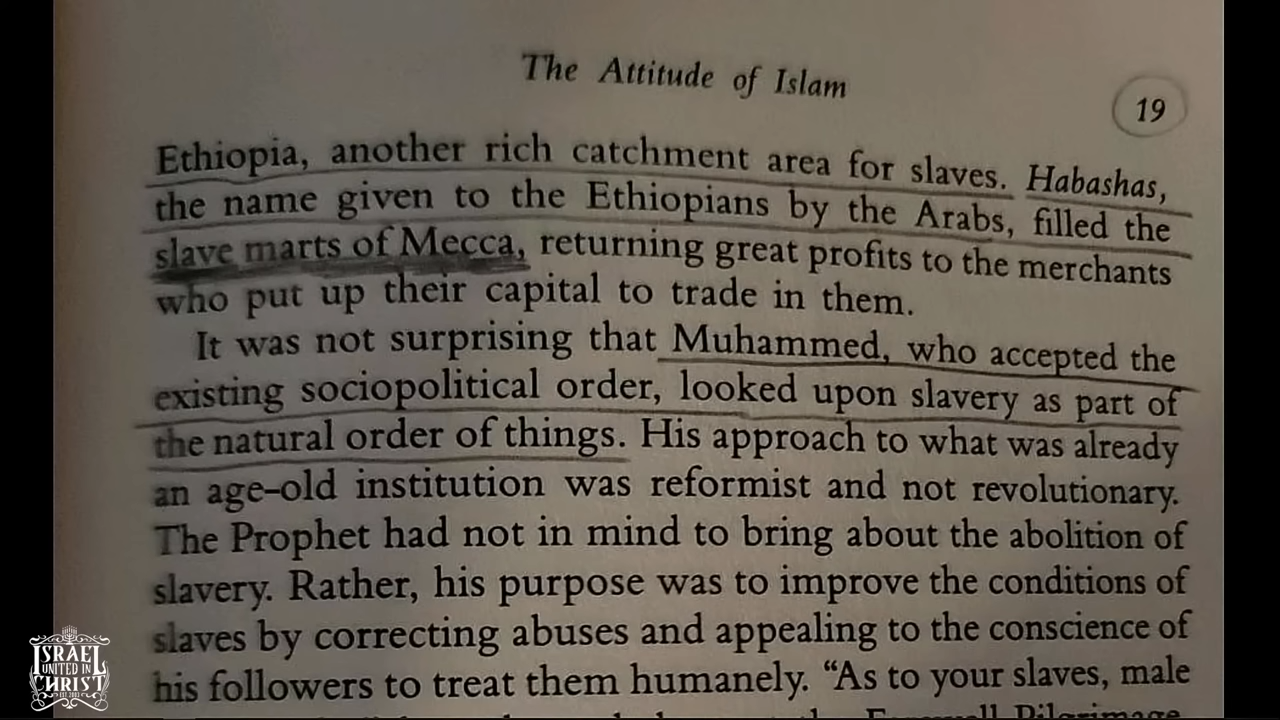 The Attitude of Islam
19
Ethiopia, another rich catchment area for slaves. Habashas,
the name given to the Ethiopians by the Arabs, filled the
slave marts of Mecca, returning great profits to the merchants
who put up their capital to trade in them.
It was not surprising that Muhammed, who accepted the
existing sociopolitical order, looked upon slavery as part of
the natural order of things. His approach to what was already
an age-old institution was reformist and not revolutionary.
The Prophet had not in mind to bring about the abolition of
slavery. Rather, his purpose was to improve the conditions of
slaves by correcting abuses and appealing to the conscience of
his followers to treat them humanely. “As to your slaves, male
Farewell Pilgrimage,
ISRAEL
UNITED IN
CHRIST